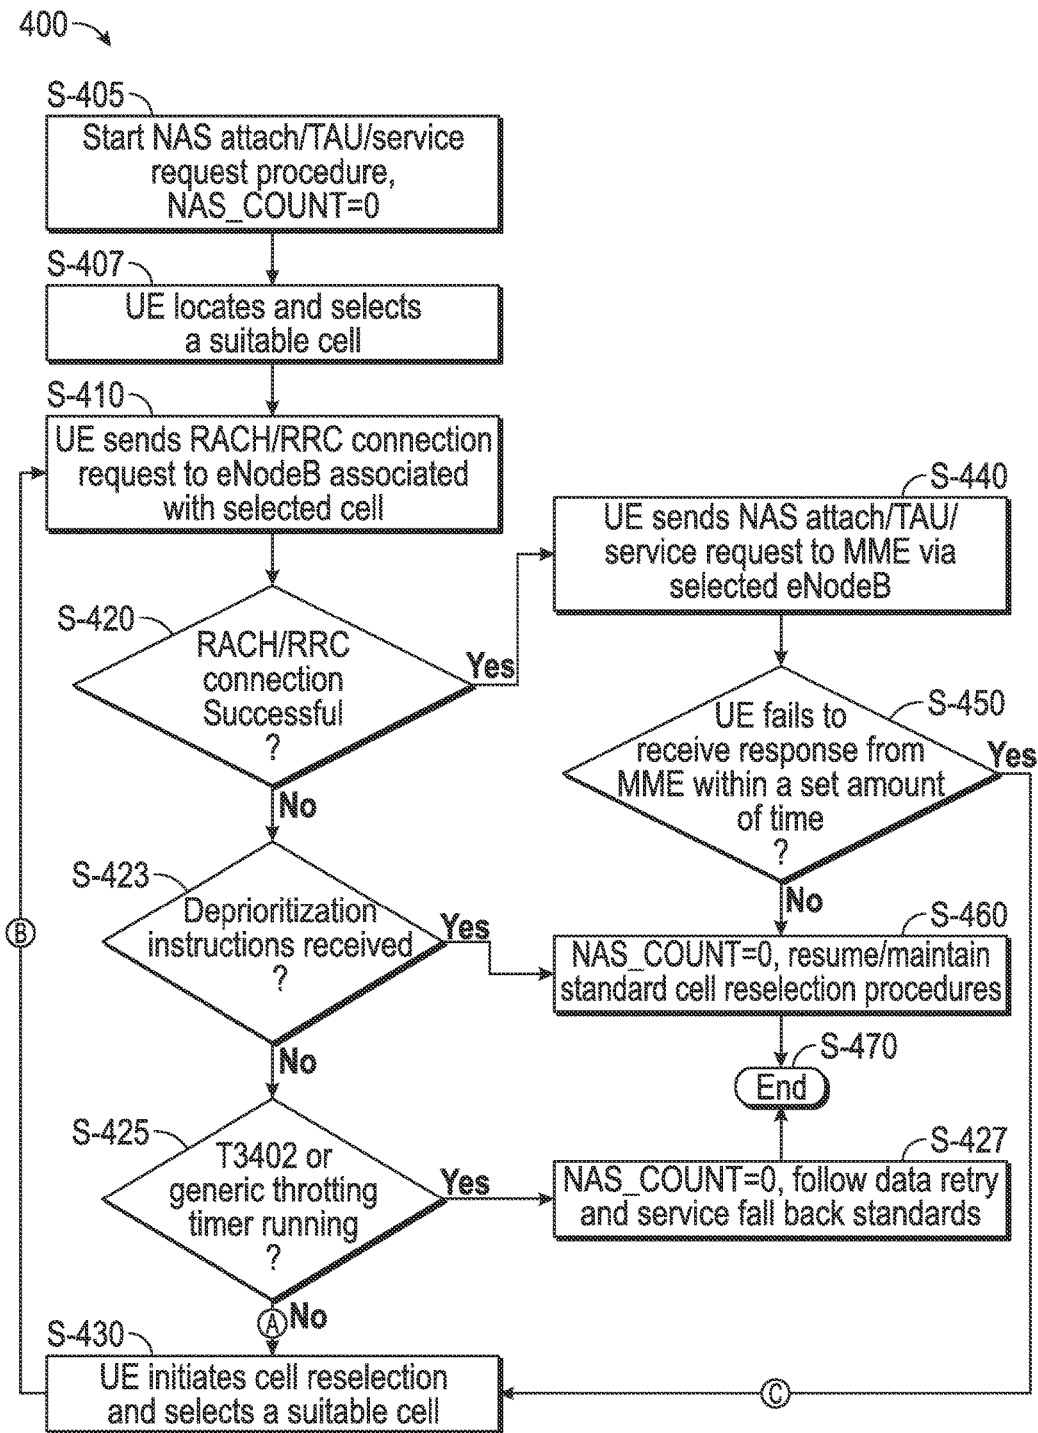 400
S-405
Start NAS attach/TAU/service
request procedure,
NAS_COUNT=0
S-407
UE locates and selects
a suitable cell
S-410
UE sends RACH/RRC connection
request to eNodeB associated
with selected cell
S-440
UE sends NAS attach/TAU/
service request to MME via
selected eNodeB
S-420
RACH/RRC
connection
Successful
?
Yes
No
S-450
UE fails to
receive response from
MME within a set amount
of time
?
Yes
No
S-423
Deprioritization
instructions received
?
Yes
No
B
S-460
NAS_COUNT=0, resume/maintain
standard cell reselection procedures
S-470
End
S-425
T3402 or
generic throtting
timer running
?
Yes
S-427
NAS_COUNT=0, follow data retry
and service fall back standards
A
No
S-430
UE initiates cell reselection
and selects a suitable cell
C